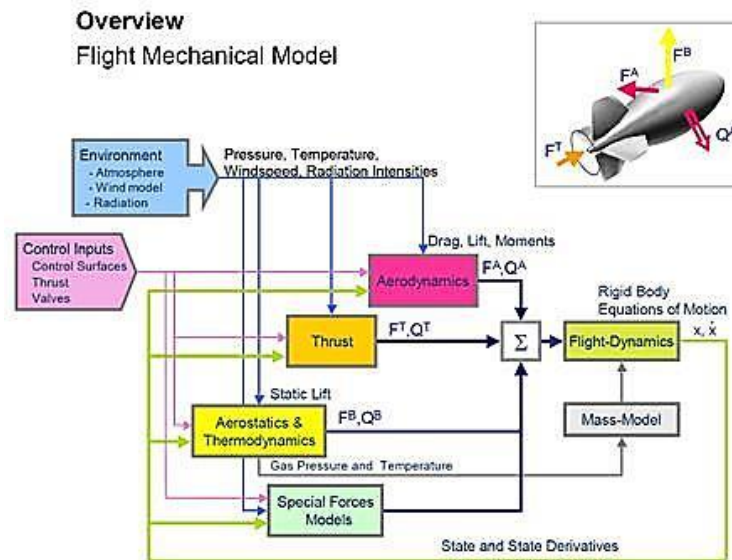 Overview
Flight Mechanical Model
F^B
F^A
F^T
Environment
- Atmosphere
- Wind model
- Radiation
Pressure, Temperature,
Windspeed, Radiation Intensities
Control Inputs
Control Surfaces
Thrust
Valves
Drag, Lift, Moments
Aerodynamics
F^A,Q^A
Rigid Body
Equations of Motion
x, ẋ
Thrust
F^T,Q^T
Σ
Flight-Dynamics
Static Lift
Aerostatics &
Thermodynamics
F^B,Q^B
Mass-Model
Gas Pressure and Temperature
Special Forces
Models
State and State Derivatives